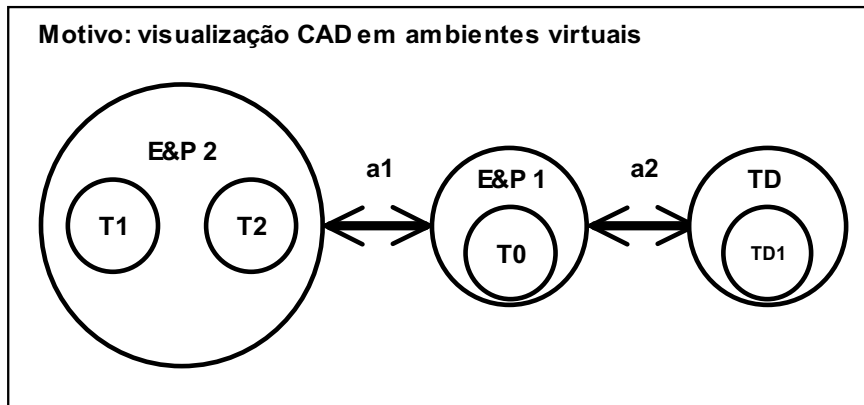 Motivo: visualização CAD em ambientes virtuais
E&P 2
T1
T2
a1
E&P 1
T0
a2
TD
TD1